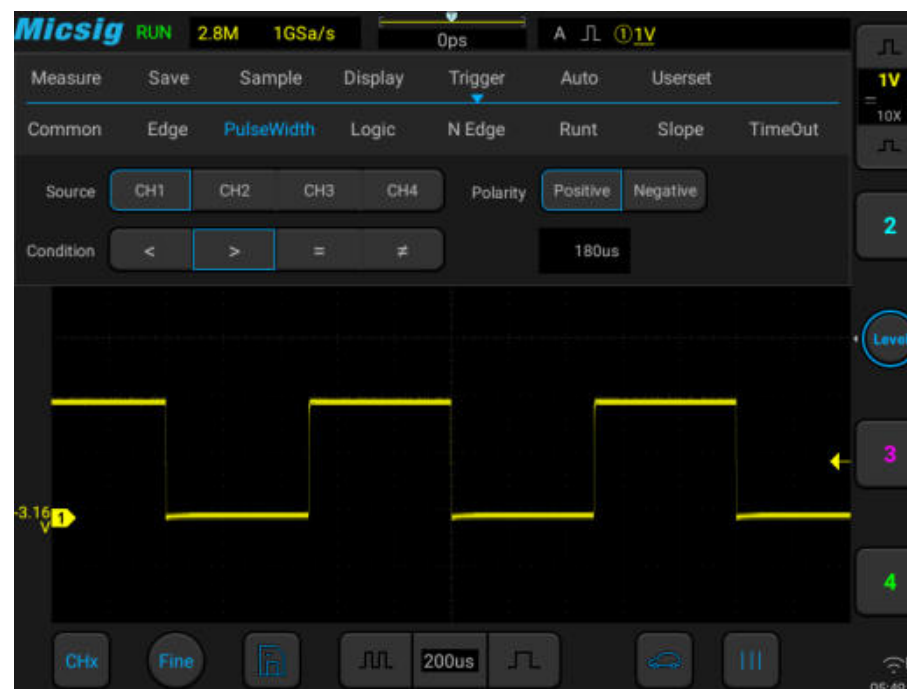 Micsig RUN 2.8M 1GSa/s 0ps A ① 1V
Measure Save Sample Display Trigger Auto Userset
1V
10X
Common Edge PulseWidth Logic N Edge Runt Slope TimeOut
Source CH1 CH2 CH3 CH4 Polarity Positive Negative
2
Condition < > = ≠ 180us
Level
3
-3.16 1
V
4
CHx Fine 200us